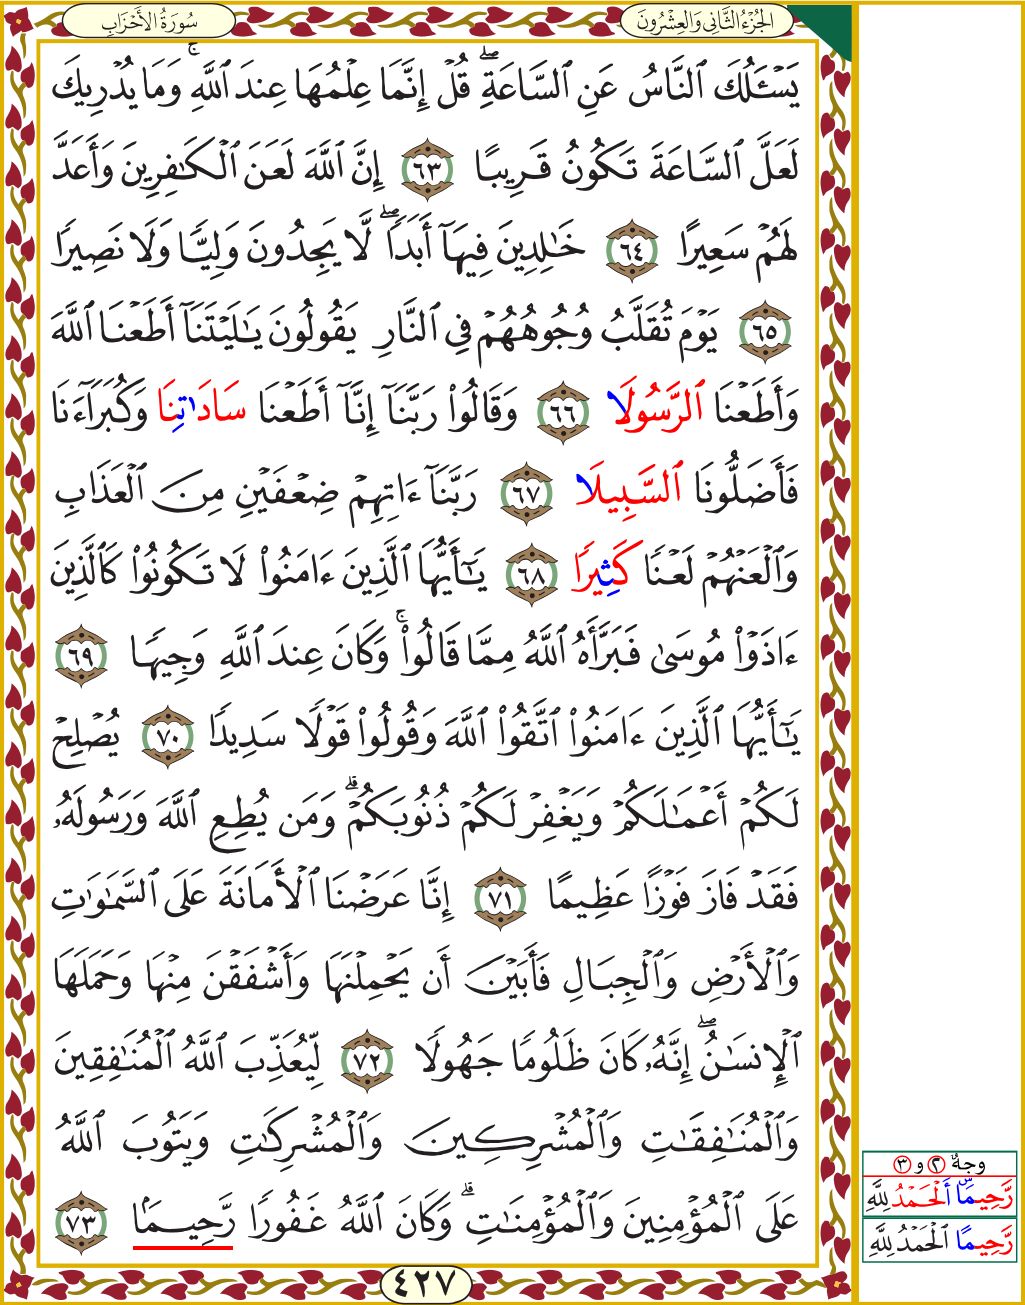 سُورَةُ الأَحْزَابِ
الجُزْءُ الثَّانِي وَالعِشْرُونَ
يَسْـَٔلُكَ ٱلنَّاسُ عَنِ ٱلسَّاعَةِۖ قُلْ إِنَّمَا عِلْمُهَا عِندَ ٱللَّهِۚ وَمَا يُدْرِيكَ
لَعَلَّ ٱلسَّاعَةَ تَكُونُ قَرِيبًا ٦٣ إِنَّ ٱللَّهَ لَعَنَ ٱلْكَـٰفِرِينَ وَأَعَدَّ
لَهُمْ سَعِيرًا ٦٤ خَـٰلِدِينَ فِيهَآ أَبَدًاۖ لَّا يَجِدُونَ وَلِيًّا وَلَا نَصِيرًا
٦٥ يَوْمَ تُقَلَّبُ وُجُوهُهُمْ فِي ٱلنَّارِ يَقُولُونَ يَـٰلَيْتَنَآ أَطَعْنَا ٱللَّهَ
وَأَطَعْنَا ٱلرَّسُولَا ٦٦ وَقَالُوا۟ رَبَّنَآ إِنَّآ أَطَعْنَا سَادَٰتِنَا وَكُبَرَآءَنَا
فَأَضَلُّونَا ٱلسَّبِيلَا ٦٧ رَبَّنَآ ءَاتِهِمْ ضِعْفَيْنِ مِنَ ٱلْعَذَابِ
وَٱلْعَنْهُمْ لَعْنًا كَثِيرًا ٦٨ يَـٰٓأَيُّهَا ٱلَّذِينَ ءَامَنُوا۟ لَا تَكُونُوا۟ كَٱلَّذِينَ
ءَاذَوْا۟ مُوسَىٰ فَبَرَّأَهُ ٱللَّهُ مِمَّا قَالُوا۟ۚ وَكَانَ عِندَ ٱللَّهِ وَجِيهًا ٦٩
يَـٰٓأَيُّهَا ٱلَّذِينَ ءَامَنُوا۟ ٱتَّقُوا۟ ٱللَّهَ وَقُولُوا۟ قَوْلًا سَدِيدًا ٧٠ يُصْلِحْ
لَكُمْ أَعْمَـٰلَكُمْ وَيَغْفِرْ لَكُمْ ذُنُوبَكُمْۗ وَمَن يُطِعِ ٱللَّهَ وَرَسُولَهُۥ
فَقَدْ فَازَ فَوْزًا عَظِيمًا ٧١ إِنَّا عَرَضْنَا ٱلْأَمَانَةَ عَلَى ٱلسَّمَـٰوَٰتِ
وَٱلْأَرْضِ وَٱلْجِبَالِ فَأَبَيْنَ أَن يَحْمِلْنَهَا وَأَشْفَقْنَ مِنْهَا وَحَمَلَهَا
ٱلْإِنسَـٰنُۖ إِنَّهُۥ كَانَ ظَلُومًا جَهُولًا ٧٢ لِّيُعَذِّبَ ٱللَّهُ ٱلْمُنَـٰفِقِينَ
وَٱلْمُنَـٰفِقَـٰتِ وَٱلْمُشْرِكِينَ وَٱلْمُشْرِكَـٰتِ وَيَتُوبَ ٱللَّهُ
عَلَى ٱلْمُؤْمِنِينَ وَٱلْمُؤْمِنَـٰتِۗ وَكَانَ ٱللَّهُ غَفُورًا رَّحِيمًۢا ٧٣
وجهُ ٢ و ٣
رَّحِيمًا أَلْحَمْدُ لِلَّهِ
رَّحِيمًا ٱلْحَمْدُ لِلَّهِ
٤٢٧